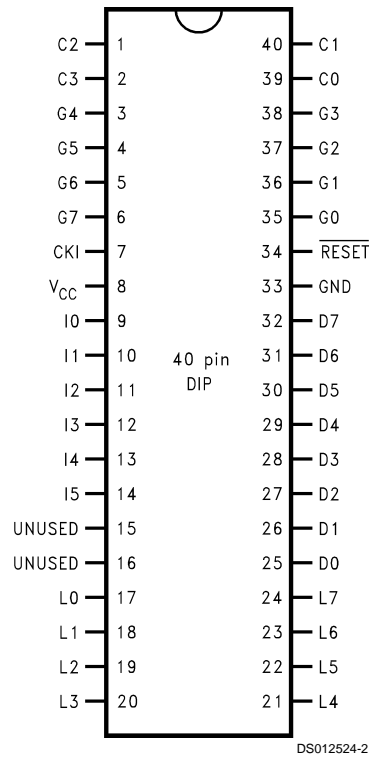 C2 1 40 C1
C3 2 39 C0
G4 3 38 G3
G5 4 37 G2
G6 5 36 G1
G7 6 35 G0
CKI 7 34 RESET
VCC 8 33 GND
I0 9 32 D7
I1 10 31 D6
40 pin
DIP
I2 11 30 D5
I3 12 29 D4
I4 13 28 D3
I5 14 27 D2
UNUSED 15 26 D1
UNUSED 16 25 D0
L0 17 24 L7
L1 18 23 L6
L2 19 22 L5
L3 20 21 L4
DS012524-2